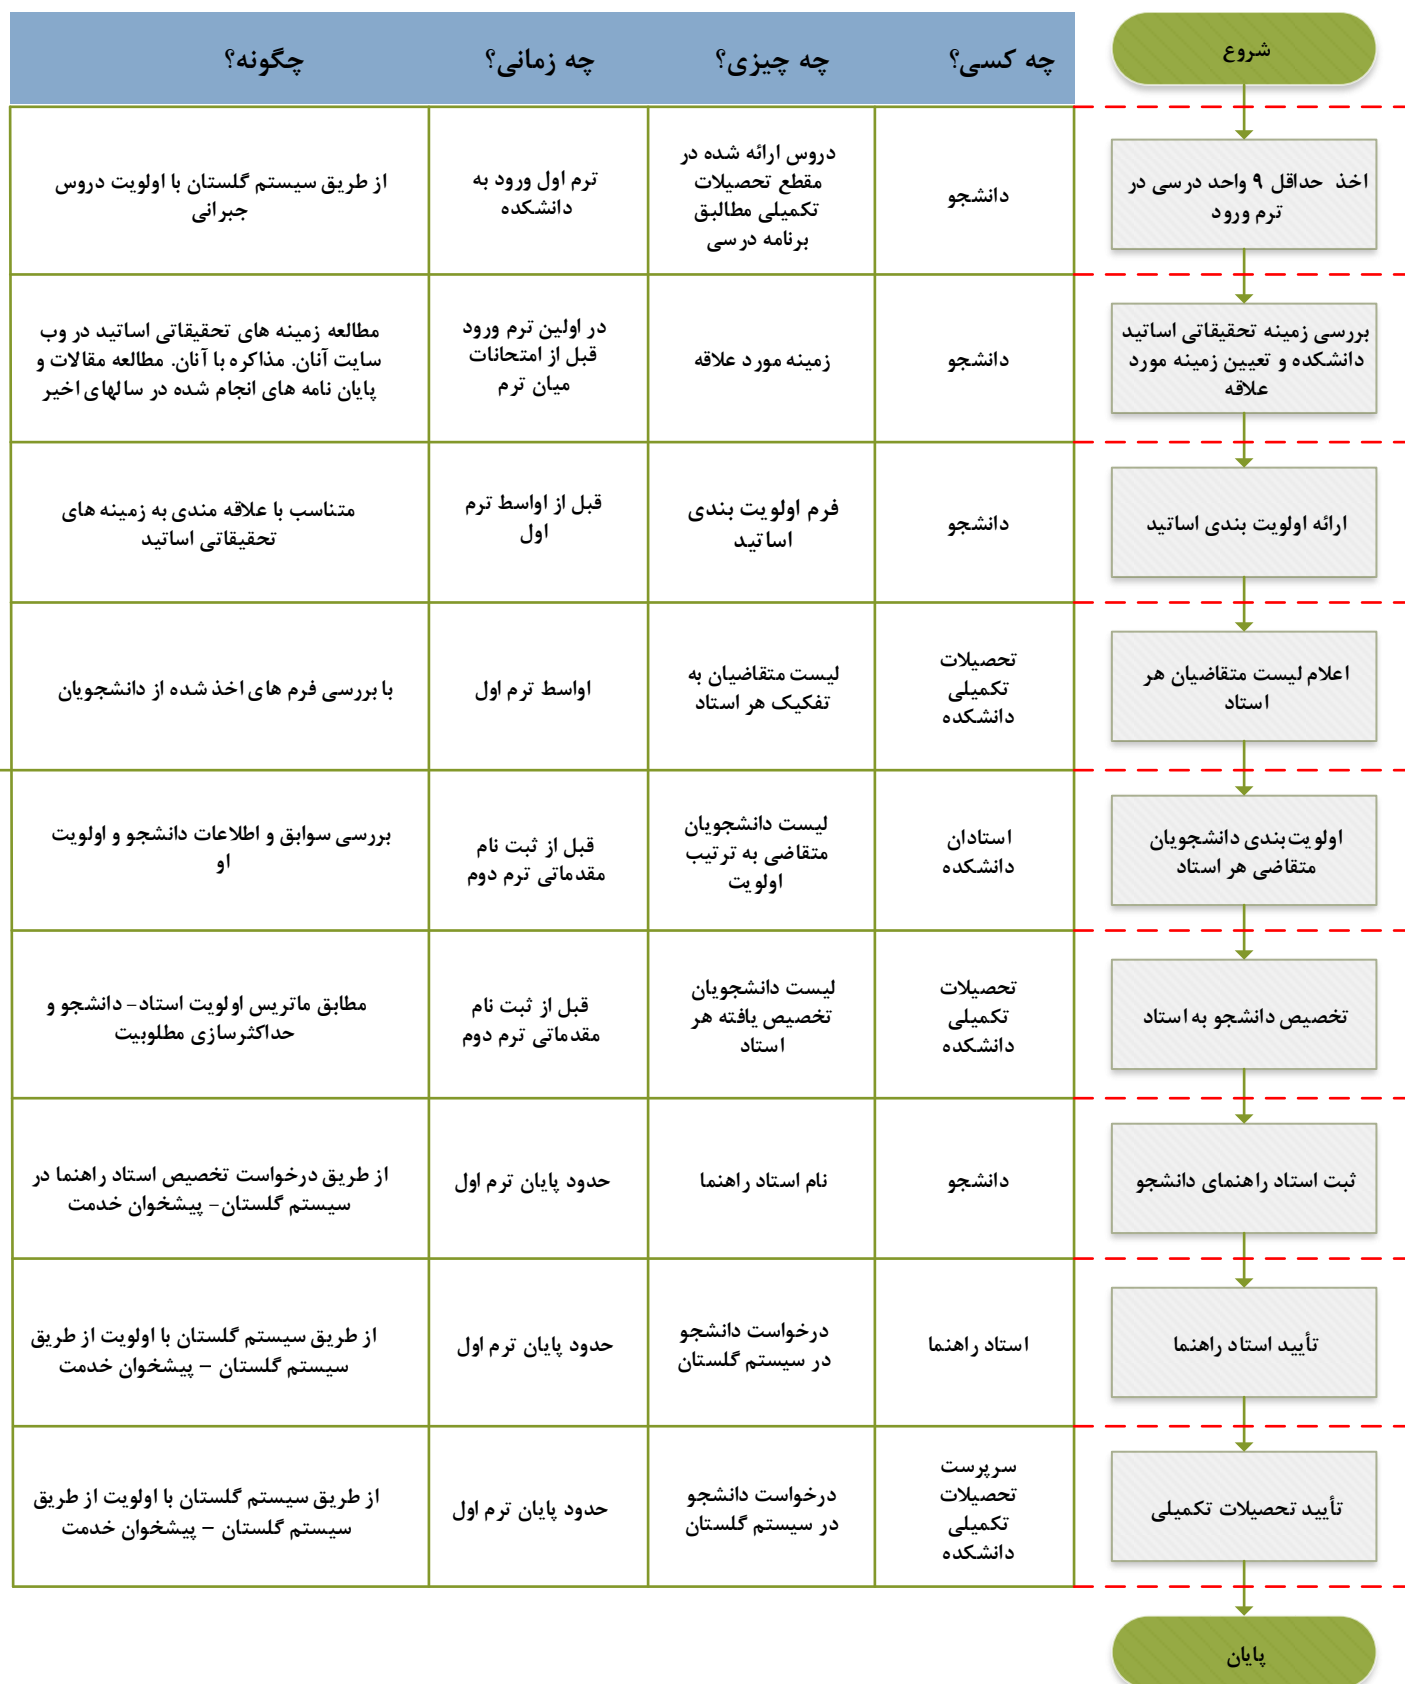 شروع
چه کسی؟
چه چیزی؟
چه زمانی؟
چگونه؟
اخذ حداقل ۹ واحد درسی در
ترم ورود
دانشجو
دروس ارائه شده در
مقطع تحصیلات
تکمیلی مطالبق
برنامه درسی
ترم اول ورود به
دانشکده
از طریق سیستم گلستان با اولویت دروس
جبرانی
بررسی زمینه تحقیقاتی اساتید
دانشکده و تعیین زمینه مورد
علاقه
دانشجو
زمینه مورد علاقه
در اولین ترم ورود
قبل از امتحانات
میان ترم
مطالعه زمینه های تحقیقاتی اساتید در وب
سایت آنان. مذاکره با آنان. مطالعه مقالات و
پایان نامه های انجام شده در سالهای اخیر
ارائه اولویت بندی اساتید
دانشجو
فرم اولویت بندی
اساتید
قبل از اواسط ترم
اول
متناسب با علاقه مندی به زمینه های
تحقیقاتی اساتید
اعلام لیست متقاضیان هر
استاد
تحصیلات
تکمیلی
دانشکده
لیست متقاضیان به
تفکیک هر استاد
اواسط ترم اول
با بررسی فرم های اخذ شده از دانشجویان
اولویت‌بندی دانشجویان
متقاضی هر استاد
استادان
دانشکده
لیست دانشجویان
متقاضی به ترتیب
اولویت
قبل از ثبت نام
مقدماتی ترم دوم
بررسی سوابق و اطلاعات دانشجو و اولویت
او
تخصیص دانشجو به استاد
تحصیلات
تکمیلی
دانشکده
لیست دانشجویان
تخصیص یافته هر
استاد
قبل از ثبت نام
مقدماتی ترم دوم
مطابق ماتریس اولویت استاد- دانشجو و
حداکثرسازی مطلوبیت
ثبت استاد راهنمای دانشجو
دانشجو
نام استاد راهنما
حدود پایان ترم اول
از طریق درخواست تخصیص استاد راهنما در
سیستم گلستان- پیشخوان خدمت
تأیید استاد راهنما
استاد راهنما
درخواست دانشجو
در سیستم گلستان
حدود پایان ترم اول
از طریق سیستم گلستان با اولویت از طریق
سیستم گلستان – پیشخوان خدمت
تأیید تحصیلات تکمیلی
سرپرست
تحصیلات
تکمیلی
دانشکده
درخواست دانشجو
در سیستم گلستان
حدود پایان ترم اول
از طریق سیستم گلستان با اولویت از طریق
سیستم گلستان – پیشخوان خدمت
پایان